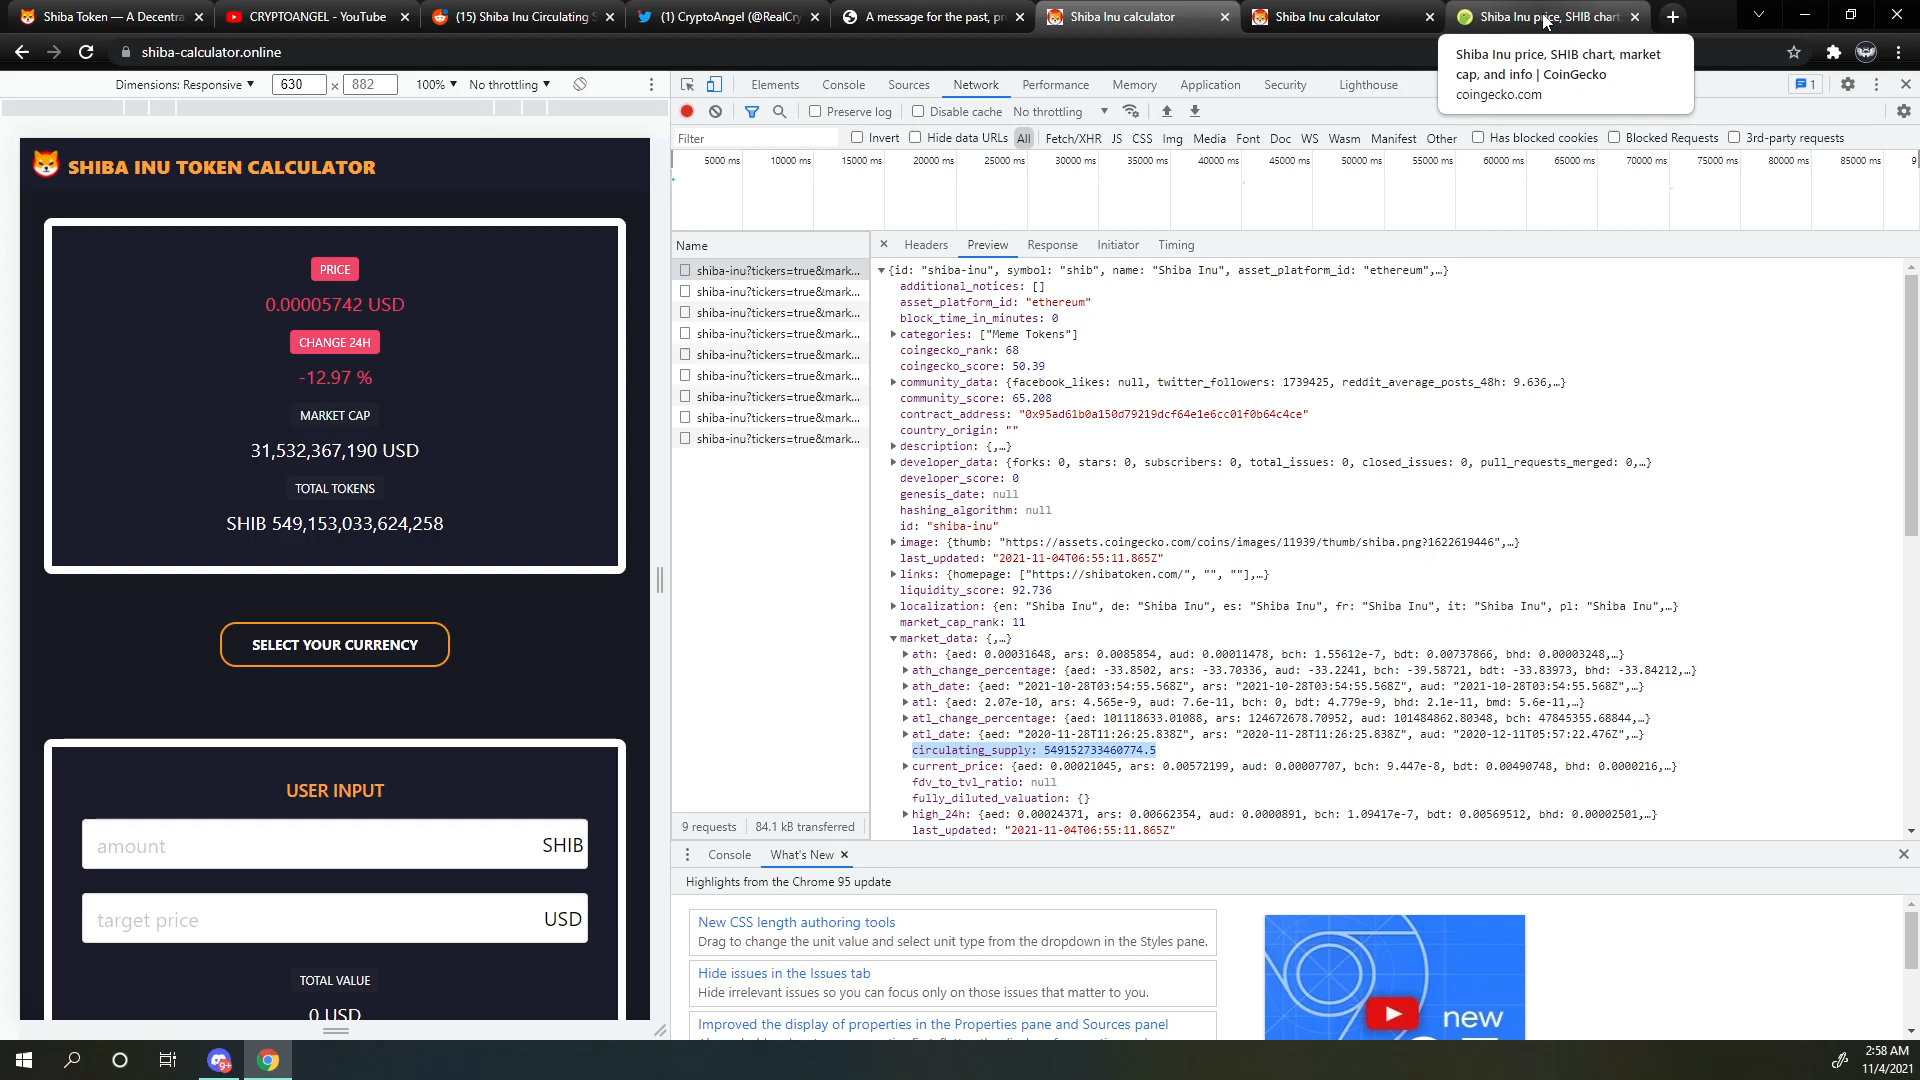 Shiba Token — A Decentra
CRYPTOANGEL - YouTube
(15) Shiba Inu Circulating S
(1) CryptoAngel (@RealCry
A message for the past, pr
Shiba Inu calculator
Shiba Inu calculator
Shiba Inu price, SHIB chart
shiba-calculator.online
Shiba Inu price, SHIB chart, market
cap, and info | CoinGecko
coingecko.com
Dimensions: Responsive 630 × 882 100% No throttling
Elements Console Sources Network Performance Memory Application Security Lighthouse 1
Preserve log Disable cache No throttling
Filter Invert Hide data URLs All Fetch/XHR JS CSS Img Media Font Doc WS Wasm Manifest Other Has blocked cookies Blocked Requests 3rd-party requests
5000 ms 10000 ms 15000 ms 20000 ms 25000 ms 30000 ms 35000 ms 40000 ms 45000 ms 50000 ms 55000 ms 60000 ms 65000 ms 70000 ms 75000 ms 80000 ms 85000 ms 9
SHIBA INU TOKEN CALCULATOR
PRICE
0.00005742 USD
CHANGE 24H
-12.97 %
MARKET CAP
31,532,367,190 USD
TOTAL TOKENS
SHIB 549,153,033,624,258
SELECT YOUR CURRENCY
USER INPUT
amount SHIB
target price USD
TOTAL VALUE
0 USD
Name
shiba-inu?tickers=true&mark...
shiba-inu?tickers=true&mark...
shiba-inu?tickers=true&mark...
shiba-inu?tickers=true&mark...
shiba-inu?tickers=true&mark...
shiba-inu?tickers=true&mark...
shiba-inu?tickers=true&mark...
shiba-inu?tickers=true&mark...
shiba-inu?tickers=true&mark...
9 requests 84.1 kB transferred
Headers Preview Response Initiator Timing
{id: "shiba-inu", symbol: "shib", name: "Shiba Inu", asset_platform_id: "ethereum",…}
additional_notices: []
asset_platform_id: "ethereum"
block_time_in_minutes: 0
categories: ["Meme Tokens"]
coingecko_rank: 68
coingecko_score: 50.39
community_data: {facebook_likes: null, twitter_followers: 1739425, reddit_average_posts_48h: 9.636,…}
community_score: 65.208
contract_address: "0x95ad61b0a150d79219dcf64e1e6cc01f0b64c4ce"
country_origin: ""
description: {,…}
developer_data: {forks: 0, stars: 0, subscribers: 0, total_issues: 0, closed_issues: 0, pull_requests_merged: 0,…}
developer_score: 0
genesis_date: null
hashing_algorithm: null
id: "shiba-inu"
image: {thumb: "https://assets.coingecko.com/coins/images/11939/thumb/shiba.png?1622619446",…}
last_updated: "2021-11-04T06:55:11.865Z"
links: {homepage: ["https://shibatoken.com/", "", ""],…}
liquidity_score: 92.736
localization: {en: "Shiba Inu", de: "Shiba Inu", es: "Shiba Inu", fr: "Shiba Inu", it: "Shiba Inu", pl: "Shiba Inu",…}
market_cap_rank: 11
market_data: {,…}
ath: {aed: 0.00031648, ars: 0.0085854, aud: 0.00011478, bch: 1.55612e-7, bdt: 0.00737866, bhd: 0.00003248,…}
ath_change_percentage: {aed: -33.8502, ars: -33.70336, aud: -33.2241, bch: -39.58721, bdt: -33.83973, bhd: -33.84212,…}
ath_date: {aed: "2021-10-28T03:54:55.568Z", ars: "2021-10-28T03:54:55.568Z", aud: "2021-10-28T03:54:55.568Z",…}
atl: {aed: 2.07e-10, ars: 4.565e-9, aud: 7.6e-11, bch: 0, bdt: 4.779e-9, bhd: 2.1e-11, bmd: 5.6e-11,…}
atl_change_percentage: {aed: 101118633.01088, ars: 124672678.70952, aud: 101484862.80348, bch: 47845355.68844,…}
atl_date: {aed: "2020-11-28T11:26:25.838Z", ars: "2020-11-28T11:26:25.838Z", aud: "2020-12-11T05:57:22.476Z",…}
circulating_supply: 549152733460774.5
current_price: {aed: 0.00021045, ars: 0.00572199, aud: 0.00007707, bch: 9.447e-8, bdt: 0.00490748, bhd: 0.0000216,…}
fdv_to_tvl_ratio: null
fully_diluted_valuation: {}
high_24h: {aed: 0.00024371, ars: 0.00662354, aud: 0.0000891, bch: 1.09417e-7, bdt: 0.00569512, bhd: 0.00002501,…}
last_updated: "2021-11-04T06:55:11.865Z"
Console What's New
Highlights from the Chrome 95 update
New CSS length authoring tools
Drag to change the unit value and select unit type from the dropdown in the Styles pane.
Hide issues in the Issues tab
Hide irrelevant issues so you can focus only on those issues that matter to you.
Improved the display of properties in the Properties pane and Sources panel
new
9+
2:58 AM
11/4/2021